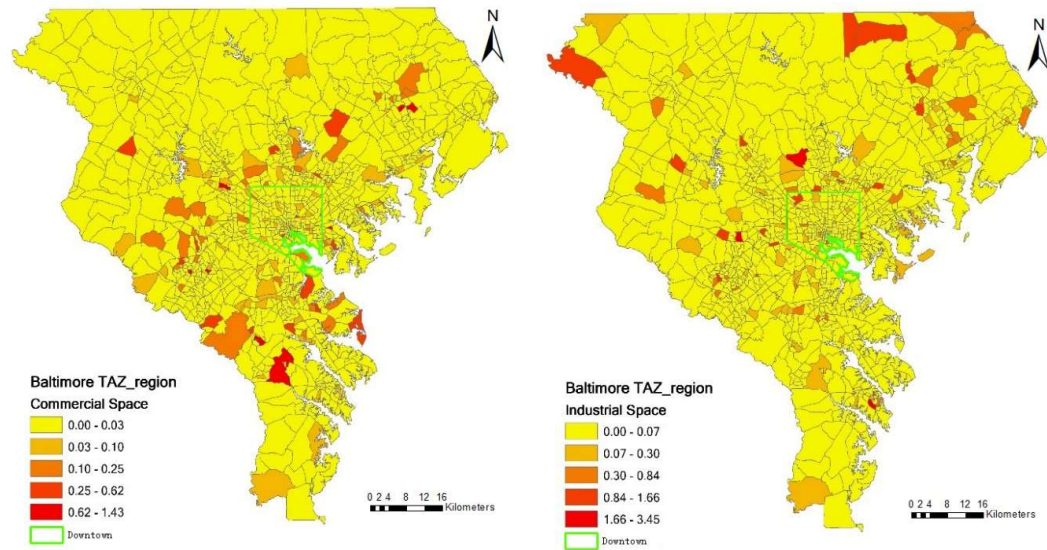 N
Baltimore TAZ_region
Commercial Space
0.00 - 0.03
0.03 - 0.10
0.10 - 0.25
0.25 - 0.62
0.62 - 1.43
Downtown
0 2 4 8 12 16
Kilometers
N
Baltimore TAZ_region
Industrial Space
0.00 - 0.07
0.07 - 0.30
0.30 - 0.84
0.84 - 1.66
1.66 - 3.45
Downtown
0 2 4 8 12 16
Kilometers